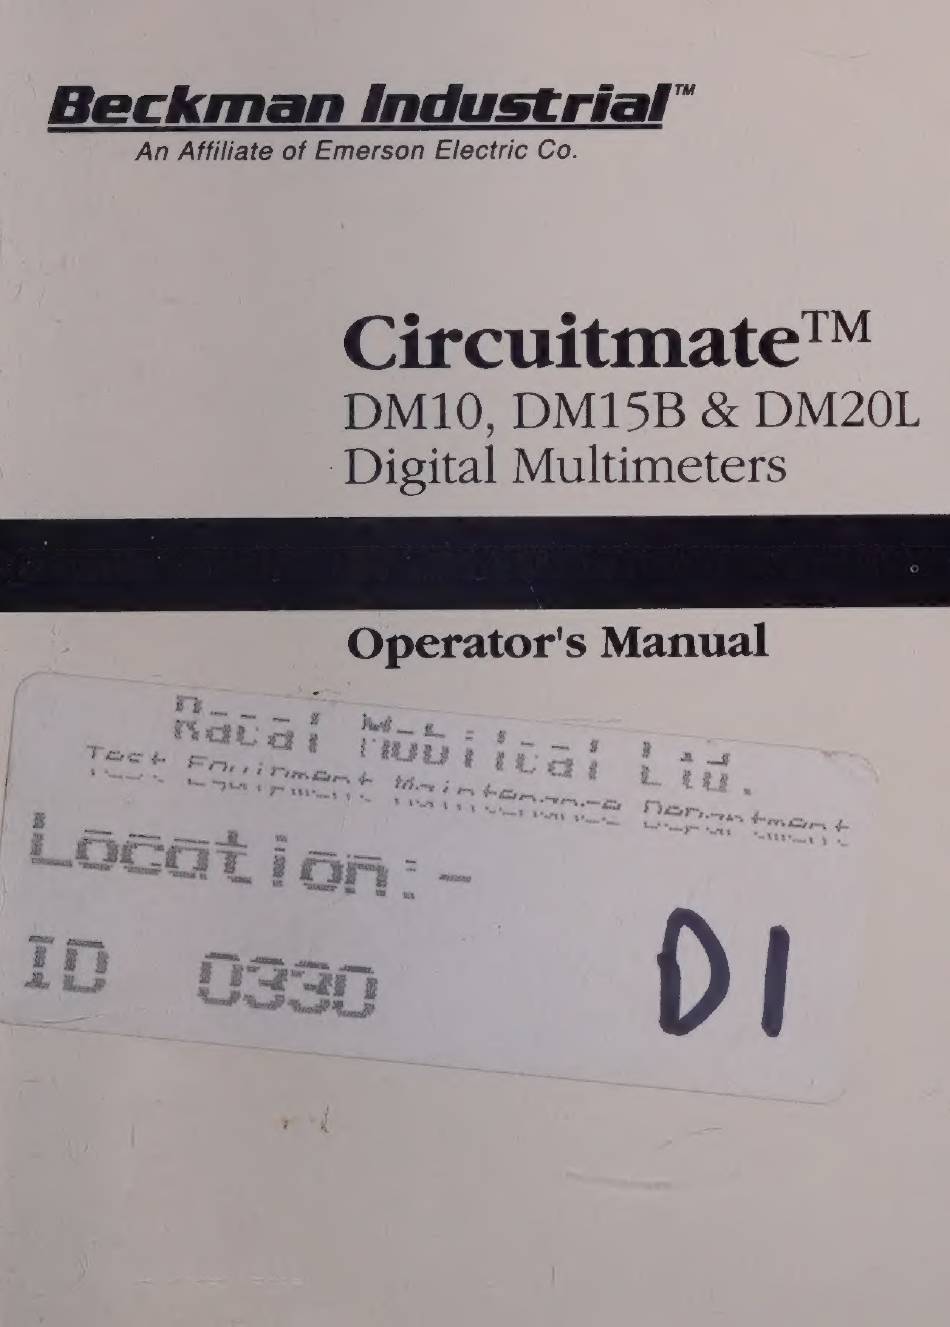 Beckman Industrial™
An Affiliate of Emerson Electric Co.
Circuitmate™
DM10, DM15B & DM20L
Digital Multimeters
Operator's Manual
Racal Mobilcal Ltd.
Test Equipment Maintenance Department
Location:-
ID 0330 D1